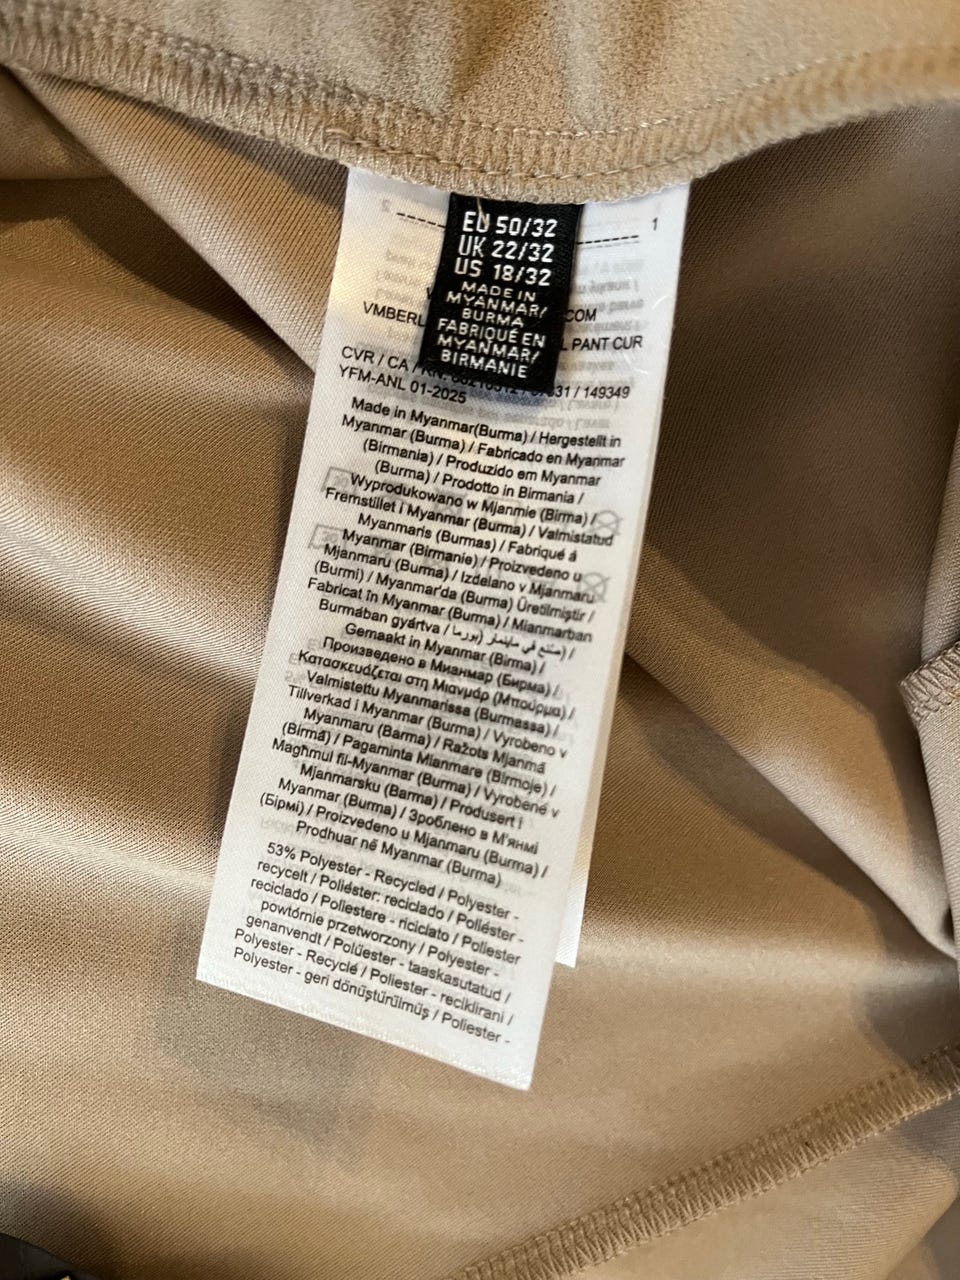 EU 50/32
UK 22/32
US 18/32
MADE IN
MYANMAR/
BURMA
FABRIQUÉ EN
MYANMAR/
BIRMANIE
1
2
COM
PANT CUR
CVR / CA /
/ 149349
YFM-ANL 01-2025
Made in Myanmar(Burma) / Hergestellt in
Myanmar (Burma) / Fabricado en Myanmar
(Birmania) / Produzido em Myanmar
(Burma) / Prodotto in Birmania /
Wyprodukowano w Mjanmie (Birma) /
Fremstillet i Myanmar (Burma) / Valmistatud
Myanmaris (Burmas) / Fabriqué á
Myanmar (Birmanie) / Proizvedeno u
Mjanmaru (Burma) / Izdelano v Mjanmaru
(Burmi) / Myanmar'da (Burma) Üretilmiştir /
Fabricat în Myanmar (Burma) / Mianmarban
Burmában gyártva / صنع في ماينمار (بورما) /
Gemaakt in Myanmar (Birma) /
Произведено в Мианмар (Бирма) /
Κατασκευάζεται στη Μιανμάρ (Μπούρμα) /
Valmistettu Myanmarissa (Burmassa) /
Tillverkad i Myanmar (Burma) / Vyrobeno v
Myanmaru (Barma) / Ražots Mjanmā
(Birmā) / Pagaminta Mianmare (Birmoje) /
Magħmul fil-Myanmar (Burma) / Vyrobené v
Mjanmarsku (Barma) / Produsert i
Myanmar (Burma) / Зроблено в М'янмі
(Бірмі) / Proizvedeno u Mjanmaru (Burma) /
Prodhuar në Myanmar (Burma)
53% Polyester - Recycled / Polyester -
recycelt / Poliéster: reciclado / Poliéster -
reciclado / Poliestere - riciclato / Poliester
powtórnie przetworzony / Polyester -
genanvendt / Polüester - taaskasutatud /
Polyester - Recyclé / Poliester - reciklirani /
Polyester - geri dönüştürülmüş / Poliester -